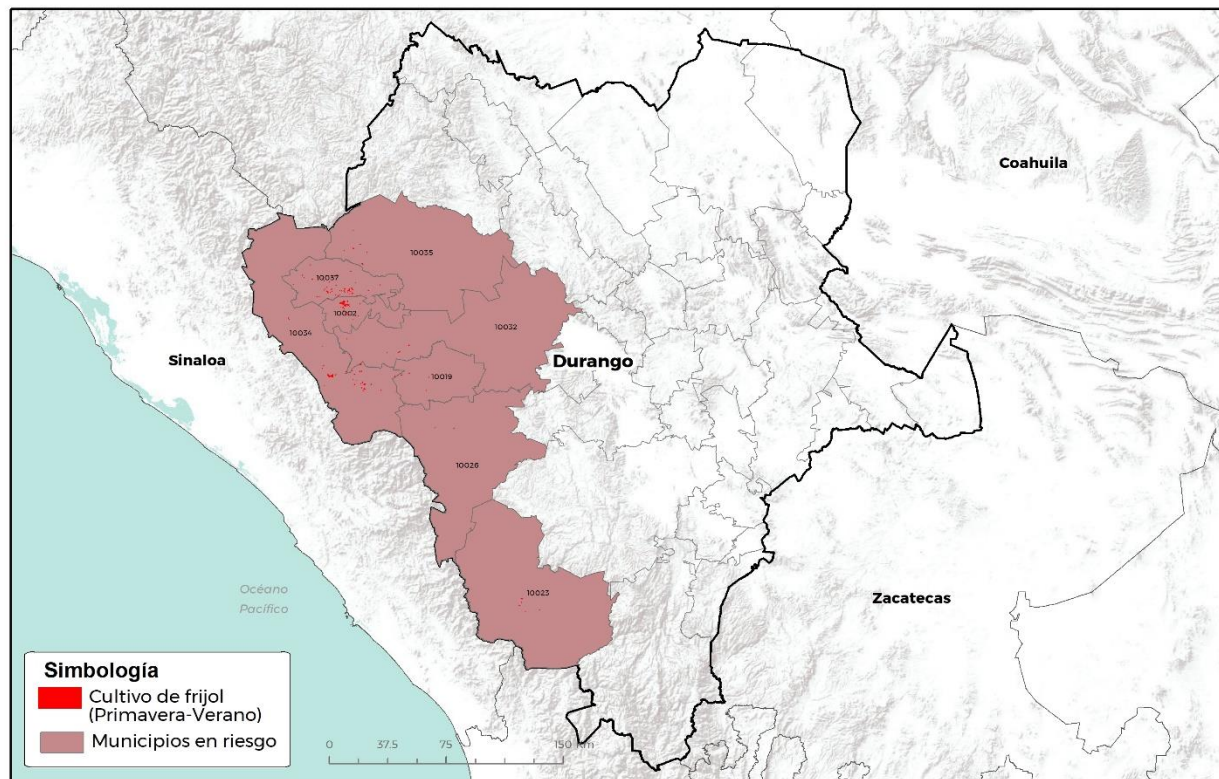 Coahuila
10035
10037
10002
10034
10032
Sinaloa
Durango
10019
10026
Océano
Pacífico
10023
Zacatecas
Simbología
Cultivo de frijol
(Primavera-Verano)
Municipios en riesgo
0 37.5 75 150 km